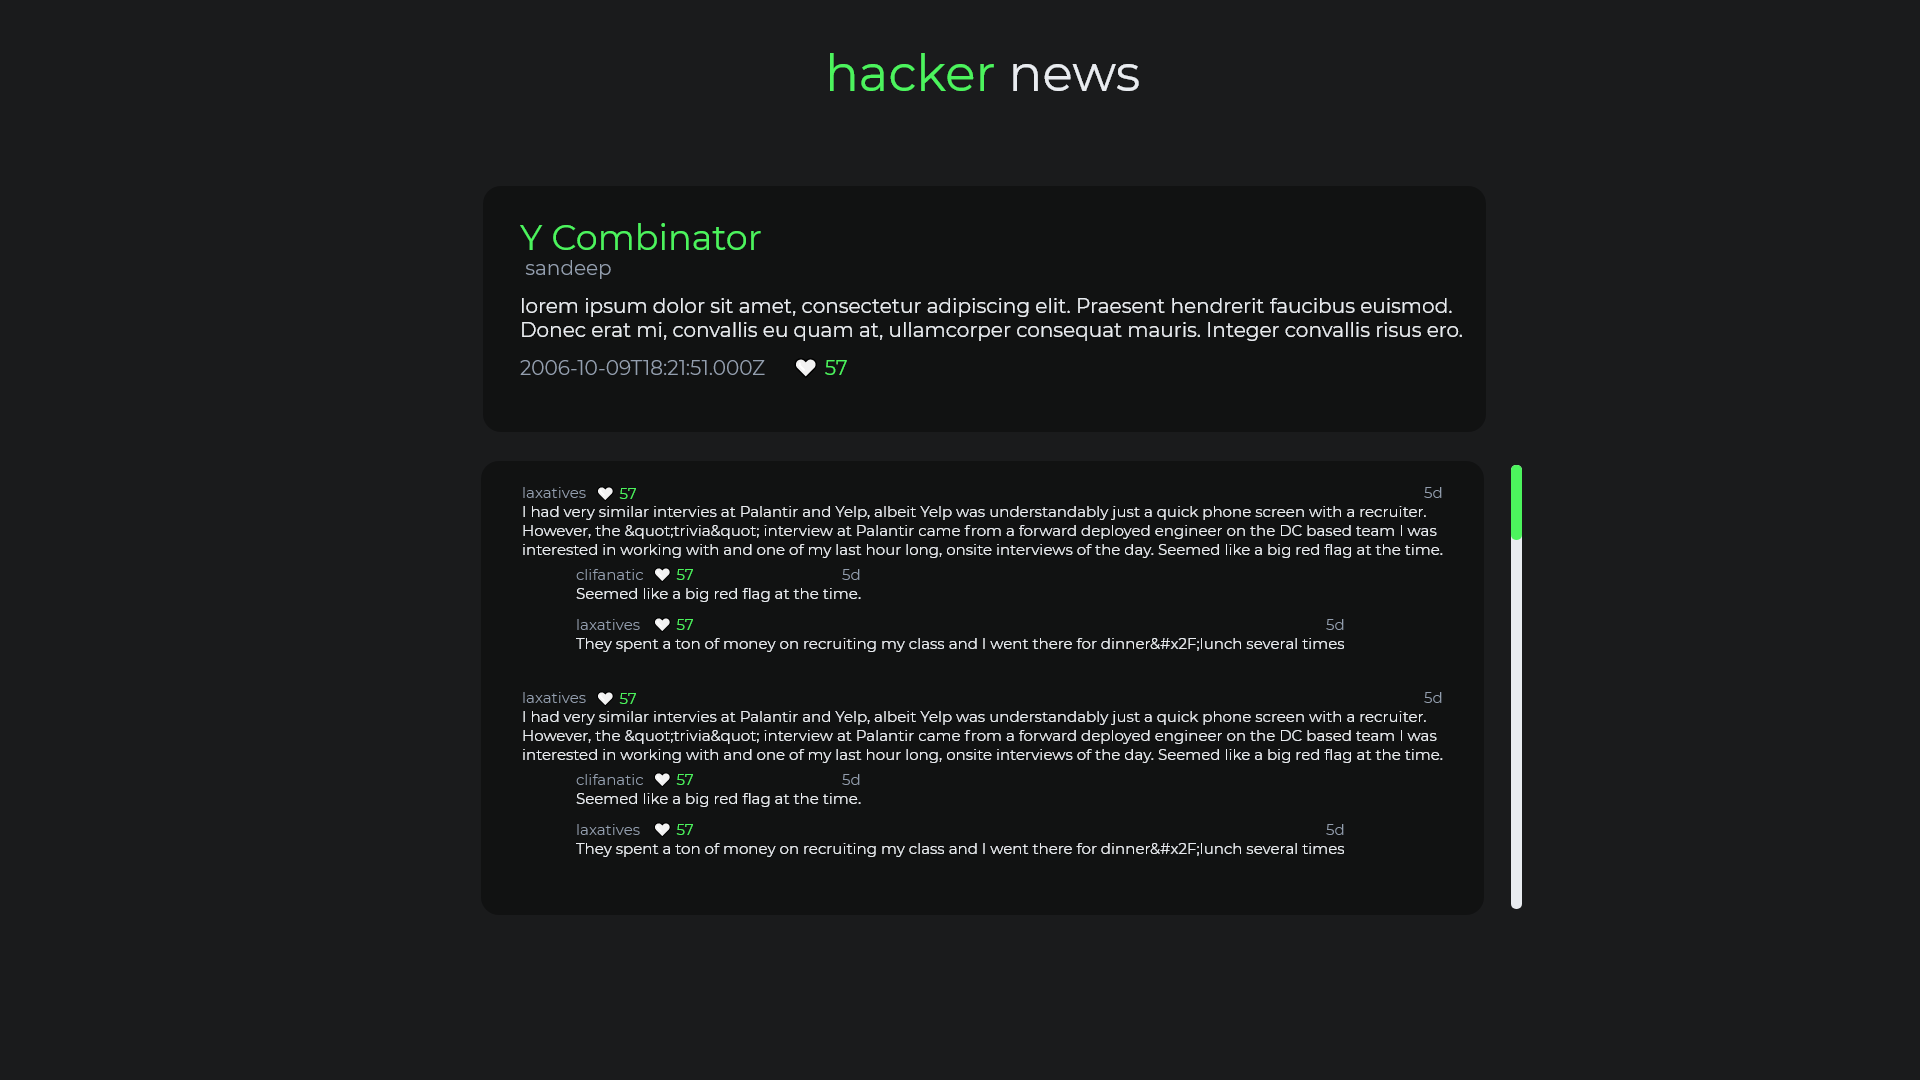 hacker news
Y Combinator
sandeep
lorem ipsum dolor sit amet, consectetur adipiscing elit. Praesent hendrerit faucibus euismod.
Donec erat mi, convallis eu quam at, ullamcorper consequat mauris. Integer convallis risus ero.
2006-10-09T18:21:51.000Z 57
laxatives 57 5d
I had very similar intervies at Palantir and Yelp, albeit Yelp was understandably just a quick phone screen with a recruiter.
However, the &quot;trivia&quot; interview at Palantir came from a forward deployed engineer on the DC based team I was
interested in working with and one of my last hour long, onsite interviews of the day. Seemed like a big red flag at the time.
clifanatic 57 5d
Seemed like a big red flag at the time.
laxatives 57 5d
They spent a ton of money on recruiting my class and I went there for dinner&#x2F;lunch several times
laxatives 57 5d
I had very similar intervies at Palantir and Yelp, albeit Yelp was understandably just a quick phone screen with a recruiter.
However, the &quot;trivia&quot; interview at Palantir came from a forward deployed engineer on the DC based team I was
interested in working with and one of my last hour long, onsite interviews of the day. Seemed like a big red flag at the time.
clifanatic 57 5d
Seemed like a big red flag at the time.
laxatives 57 5d
They spent a ton of money on recruiting my class and I went there for dinner&#x2F;lunch several times